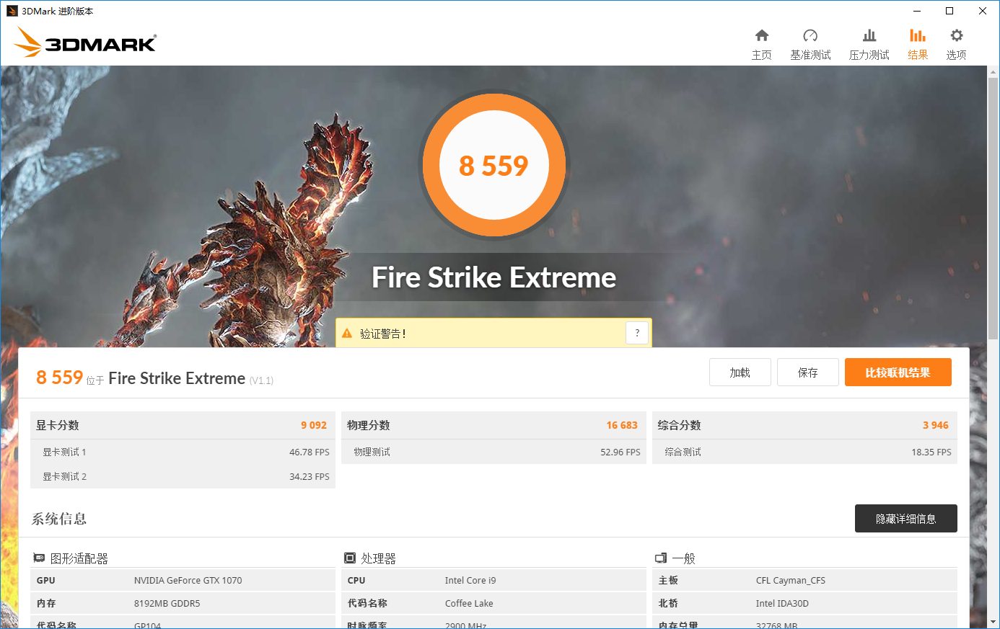 3DMark 进阶版本
3DMARK®
主页
基准测试
压力测试
结果
选项
8 559
Fire Strike Extreme
验证警告!
?
8 559 位于 Fire Strike Extreme (V1.1)
加载
保存
比较联机结果
显卡分数 9 092
显卡测试 1 46.78 FPS
显卡测试 2 34.23 FPS
物理分数 16 683
物理测试 52.96 FPS
综合分数 3 946
综合测试 18.35 FPS
系统信息
隐藏详细信息
图形适配器
GPU NVIDIA GeForce GTX 1070
内存 8192MB GDDR5
代码名称 GP104
处理器
CPU Intel Core i9
代码名称 Coffee Lake
时脉频率 2900 MHz
一般
主板 CFL Cayman_CFS
北桥 Intel IDA30D
内存总量 32768 MB